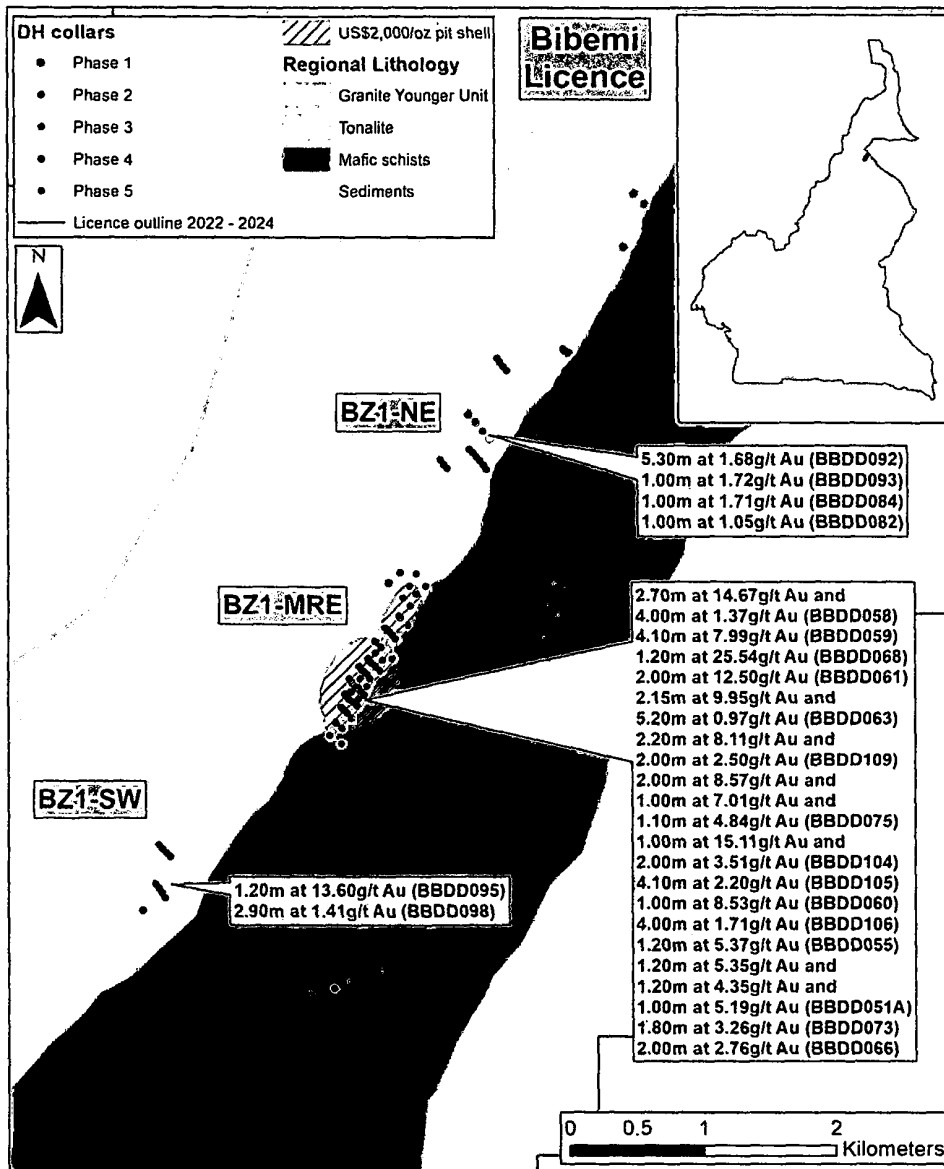 DH collars
Phase 1
Phase 2
Phase 3
Phase 4
Phase 5
Licence outline 2022 - 2024
US$2,000/oz pit shell
Regional Lithology
Granite Younger Unit
Tonalite
Mafic schists
Sediments
Bibemi
Licence
N
BZ1-NE
5.30m at 1.68g/t Au (BBDD092)
1.00m at 1.72g/t Au (BBDD093)
1.00m at 1.71g/t Au (BBDD084)
1.00m at 1.05g/t Au (BBDD082)
BZ1-MRE
2.70m at 14.67g/t Au and
4.00m at 1.37g/t Au (BBDD058)
4.10m at 7.99g/t Au (BBDD059)
1.20m at 25.54g/t Au (BBDD068)
2.00m at 12.50g/t Au (BBDD061)
2.15m at 9.95g/t Au and
5.20m at 0.97g/t Au (BBDD063)
2.20m at 8.11g/t Au and
2.00m at 2.50g/t Au (BBDD109)
2.00m at 8.57g/t Au and
1.00m at 7.01g/t Au and
1.10m at 4.84g/t Au (BBDD075)
1.00m at 15.11g/t Au and
2.00m at 3.51g/t Au (BBDD104)
4.10m at 2.20g/t Au (BBDD105)
1.00m at 8.53g/t Au (BBDD060)
4.00m at 1.71g/t Au (BBDD106)
1.20m at 5.37g/t Au (BBDD055)
1.20m at 5.35g/t Au and
1.20m at 4.35g/t Au and
1.00m at 5.19g/t Au (BBDD051A)
1.80m at 3.26g/t Au (BBDD073)
2.00m at 2.76g/t Au (BBDD066)
BZ1-SW
1.20m at 13.60g/t Au (BBDD095)
2.90m at 1.41g/t Au (BBDD098)
0 0.5 1 2
Kilometers